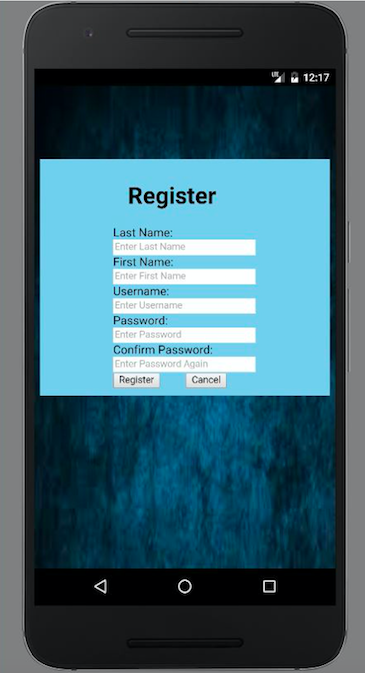 LTE 12:17
Register
Last Name:
Enter Last Name
First Name:
Enter First Name
Username:
Enter Username
Password:
Enter Password
Confirm Password:
Enter Password Again
Register Cancel